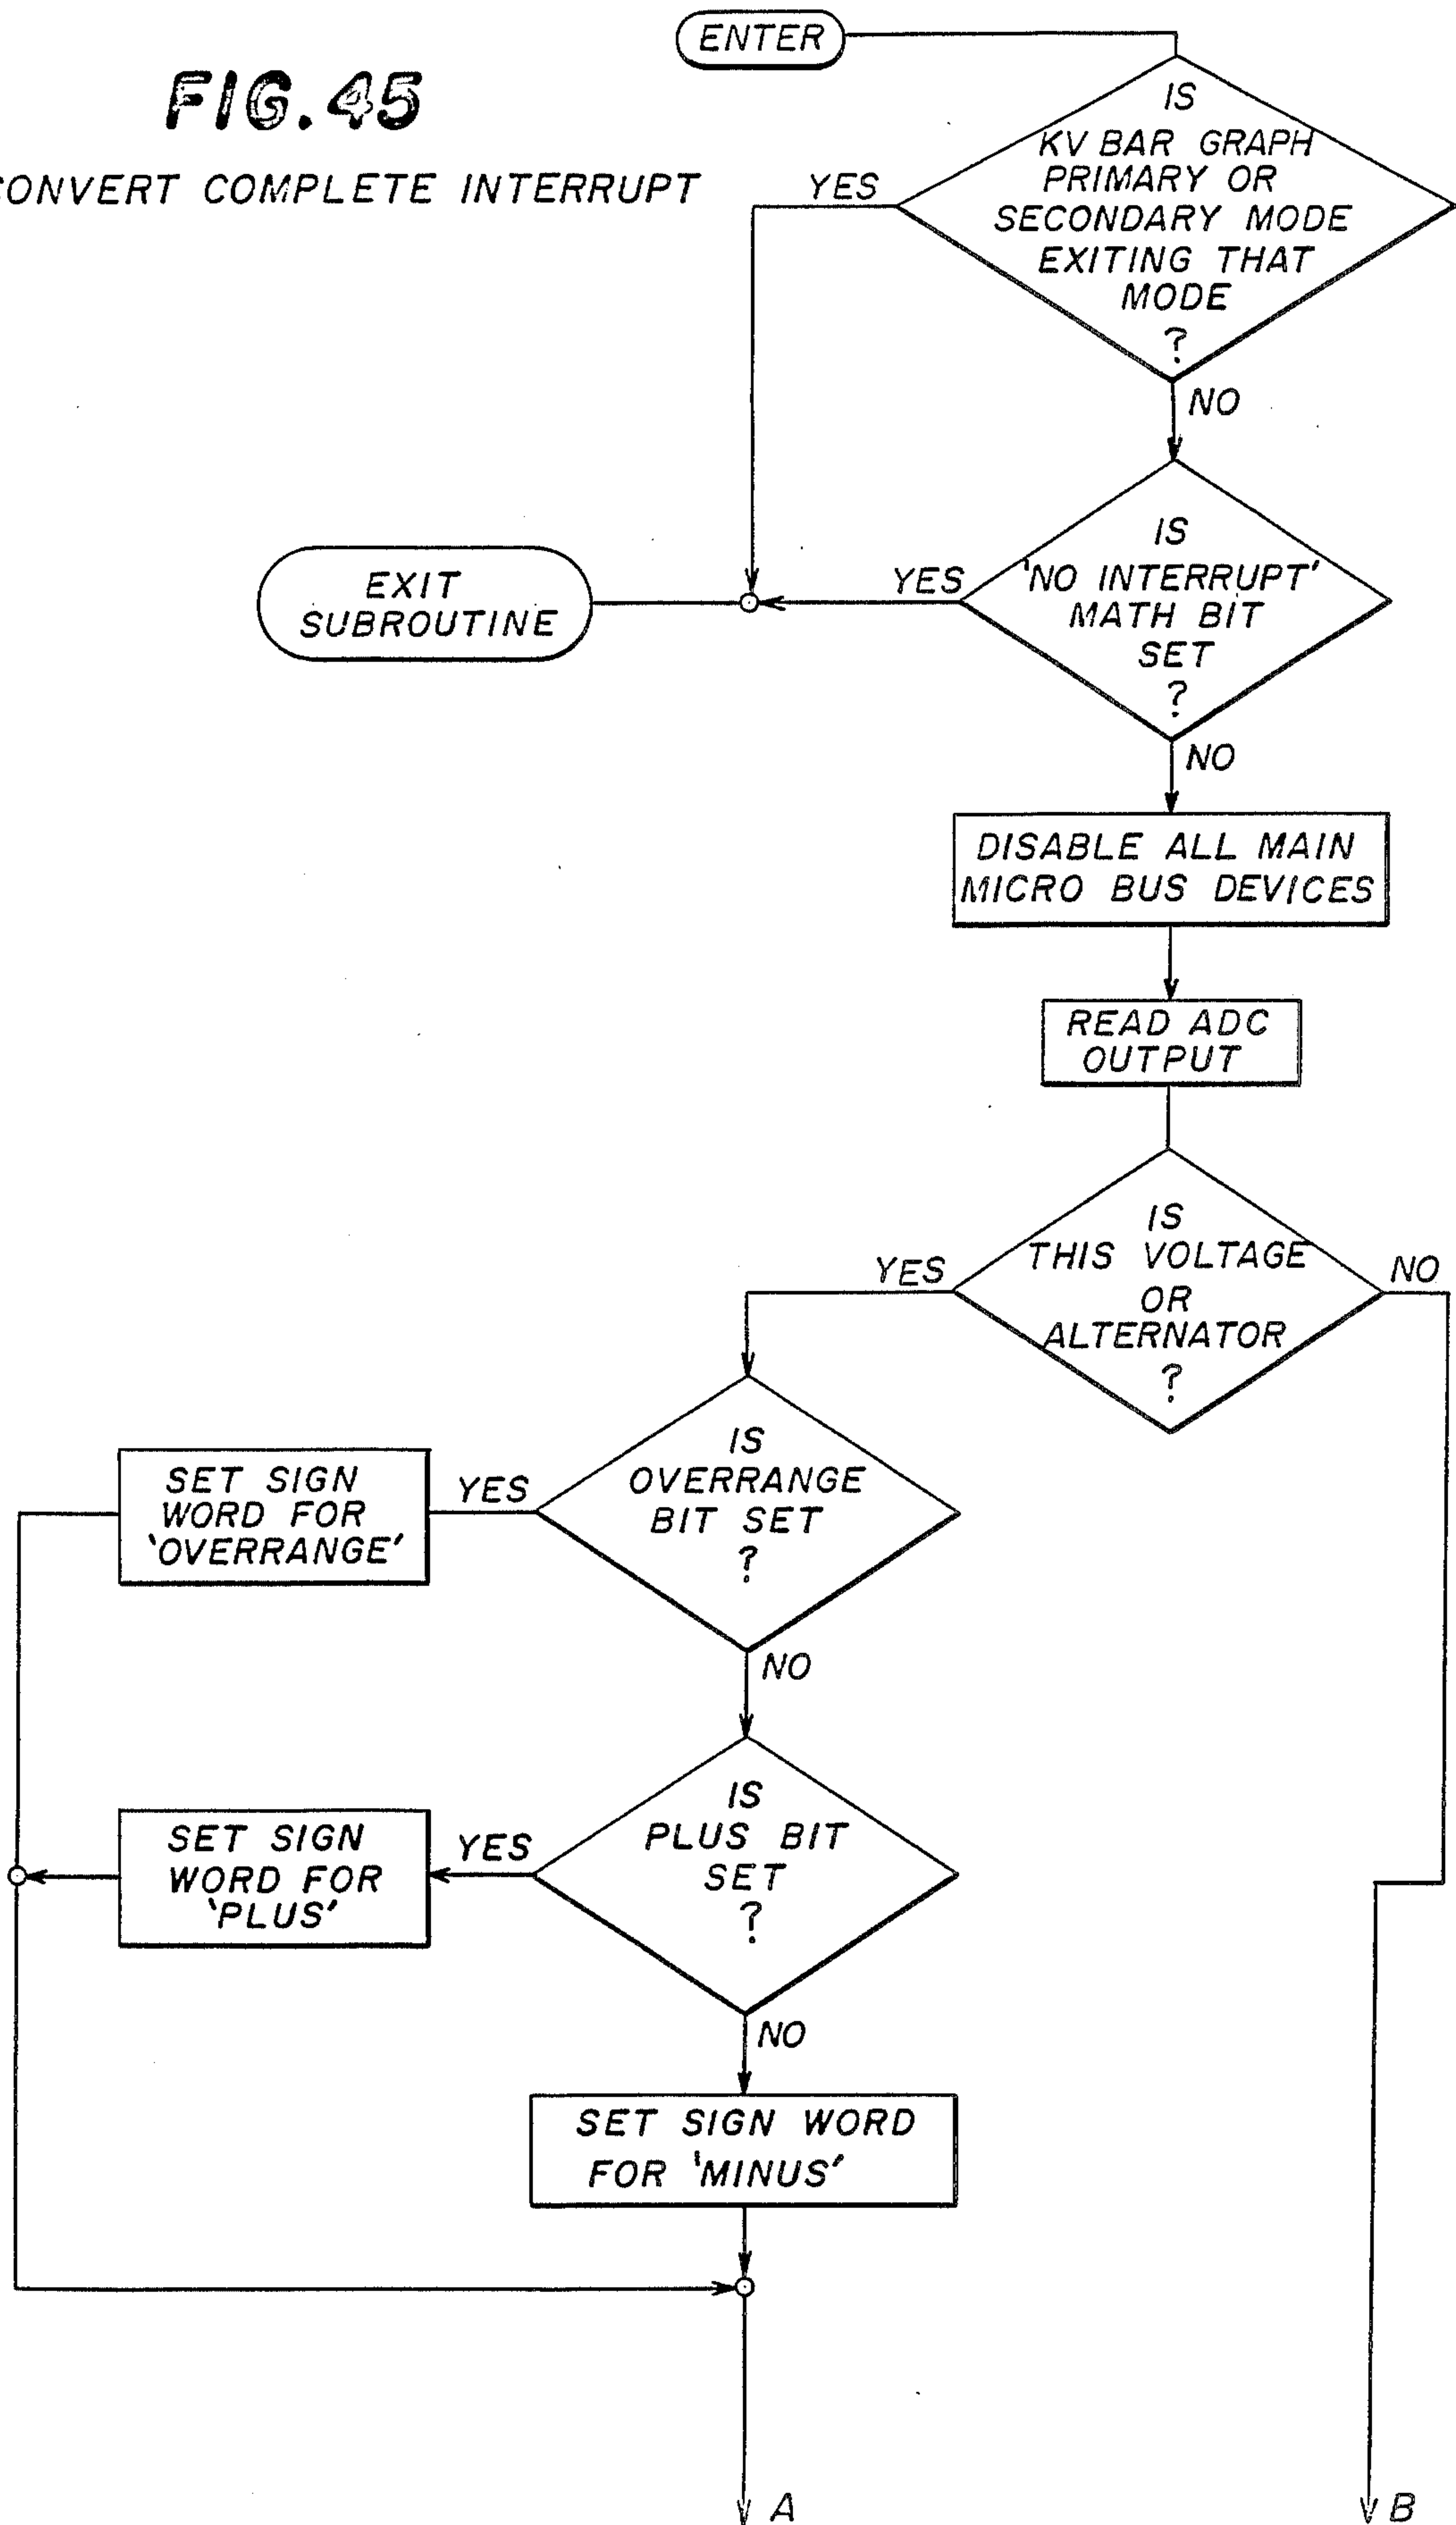 ENTER
FIG.45
CONVERT COMPLETE INTERRUPT
IS
KV BAR GRAPH
PRIMARY OR
SECONDARY MODE
EXITING THAT
MODE
?
YES
NO
IS
'NO INTERRUPT'
MATH BIT
SET
?
YES
EXIT
SUBROUTINE
NO
DISABLE ALL MAIN
MICRO BUS DEVICES
READ ADC
OUTPUT
IS
THIS VOLTAGE
OR
ALTERNATOR
?
YES
NO
IS
OVERRANGE
BIT SET
?
YES
SET SIGN
WORD FOR
'OVERRANGE'
NO
IS
PLUS BIT
SET
?
YES
SET SIGN
WORD FOR
'PLUS'
NO
SET SIGN WORD
FOR 'MINUS'
A
B